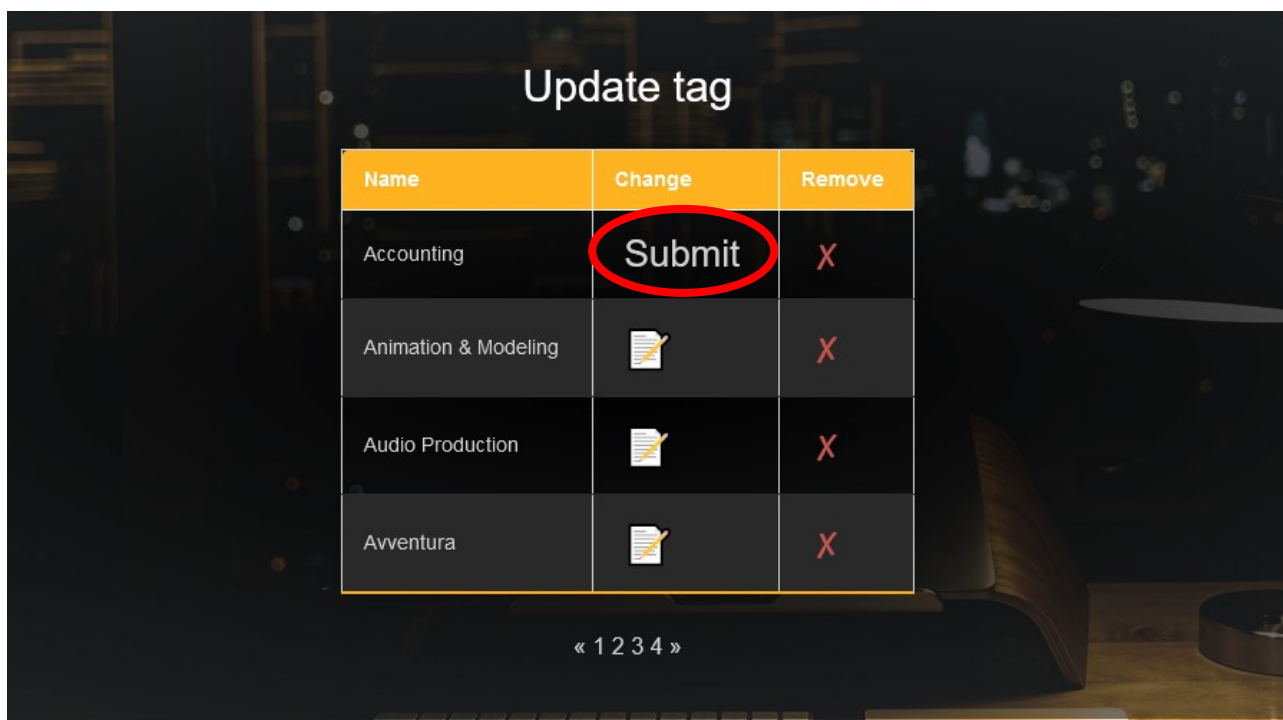 Update tag
Name Change Remove
Accounting Submit X
Animation & Modeling X
Audio Production X
Avventura X
« 1 2 3 4 »